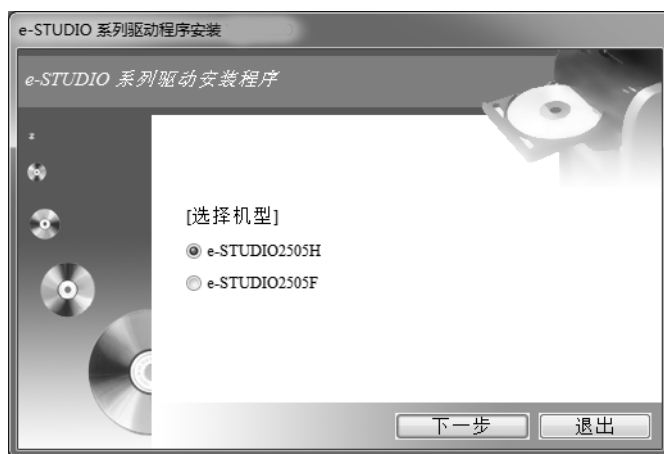 e-STUDIO 系列驱动程序安装
e-STUDIO 系列驱动安装程序
[选择机型]
e-STUDIO2505H
e-STUDIO2505F
下一步
退出